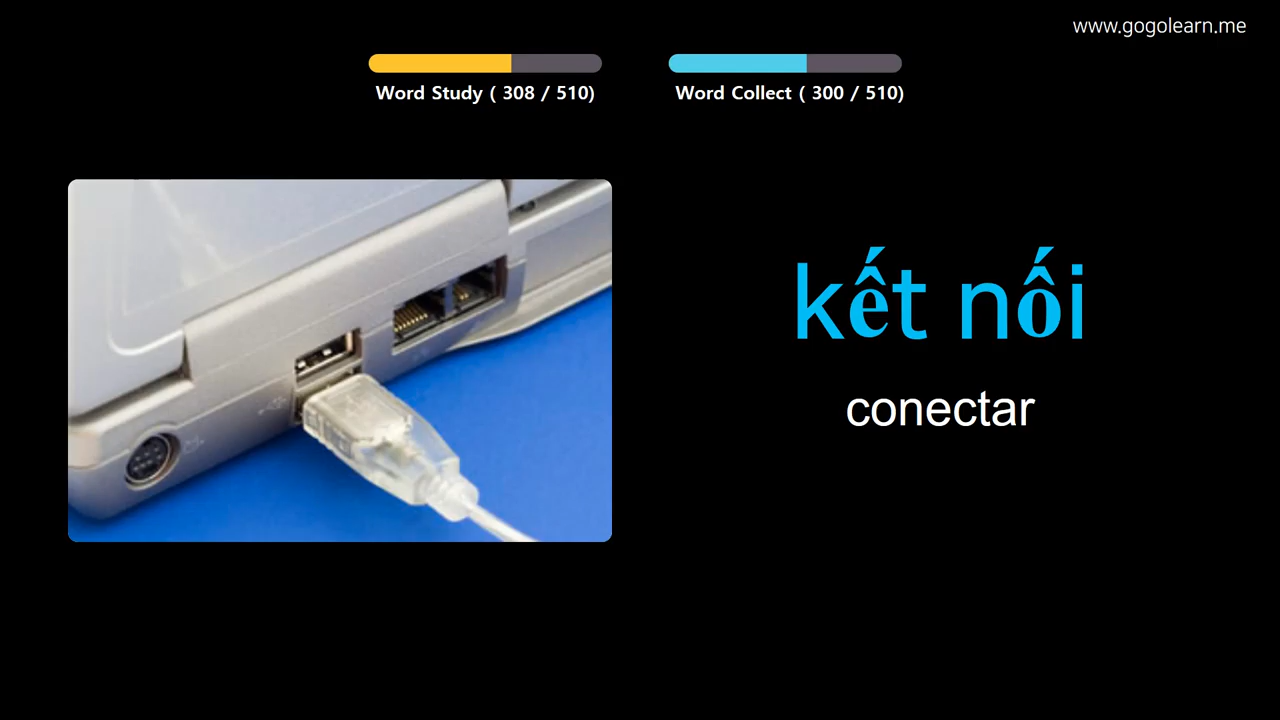 www.gogolearn.me
Word Study ( 308 / 510)
Word Collect ( 300 / 510)
kết nối
conectar